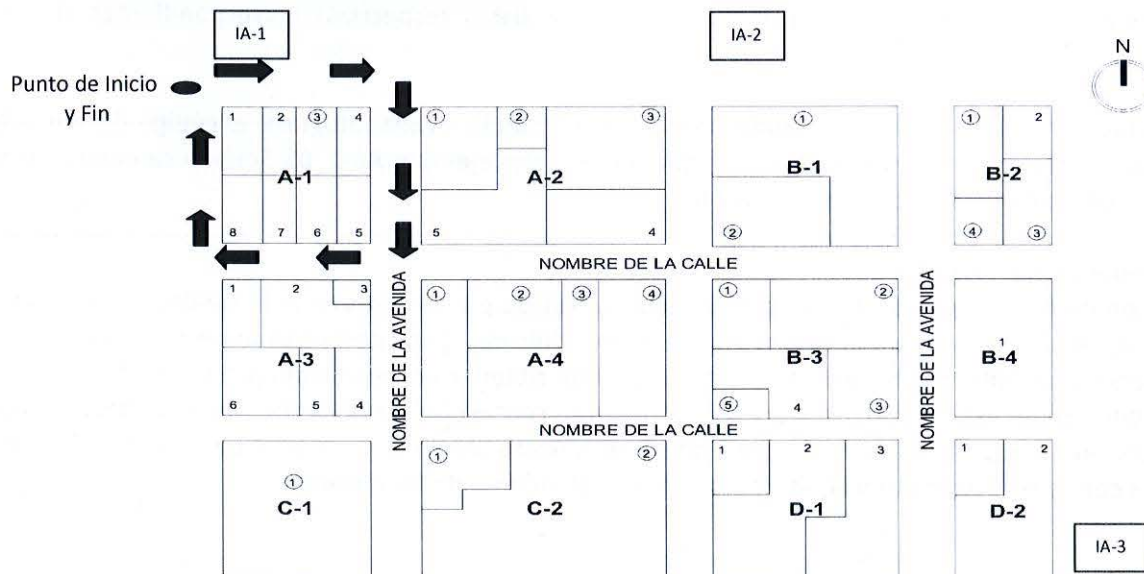 IA-1
IA-2
N
Punto de Inicio
y Fin
1 2 3 4
A-1
8 7 6 5
1 2 3
A-2
5 4
1
B-1
2
1 2
B-2
4 3
NOMBRE DE LA CALLE
1 2 3
A-3
6 5 4
NOMBRE DE LA AVENIDA
1 2 3 4
A-4
1 2
B-3
5 4 3
NOMBRE DE LA AVENIDA
1
B-4
NOMBRE DE LA CALLE
1
C-1
1 2
C-2
1 2 3
D-1
1 2
D-2
IA-3